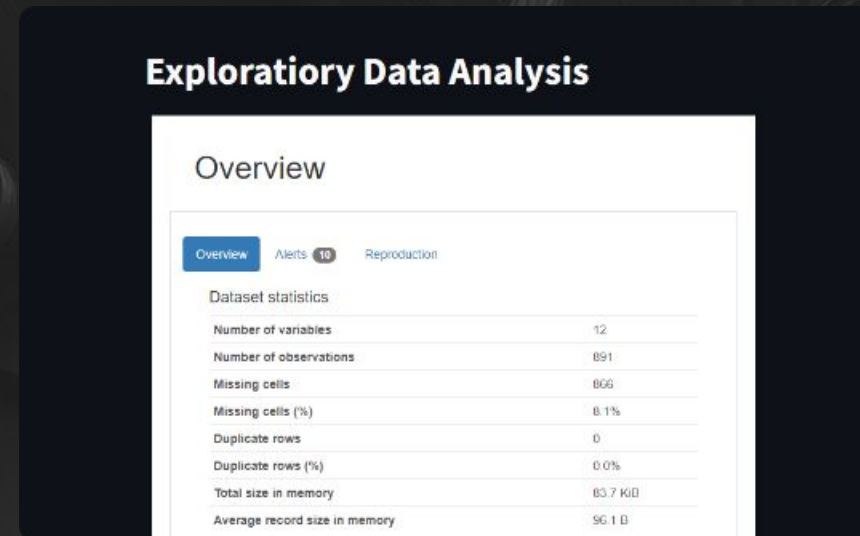 Exploratiory Data Analysis
Overview
Overview Alerts 10 Reproduction
Dataset statistics
Number of variables 12
Number of observations 891
Missing cells 866
Missing cells (%) 8.1%
Duplicate rows 0
Duplicate rows (%) 0.0%
Total size in memory 83.7 KiB
Average record size in memory 96.1 B